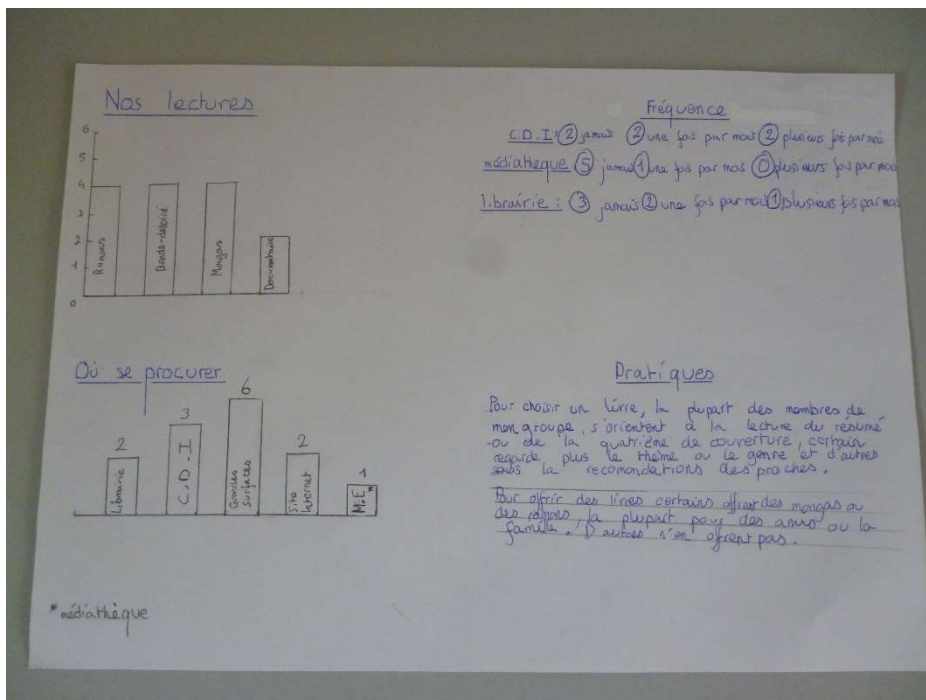 Nos lectures
6
5
4
3
2
1
0
Romans
Bande-dessiné
Mangas
Documentaire
Fréquence
C.D.I: 2 jamais 2 une fois par mois 2 plusieurs fois par mois
médiathèque 5 jamais 1 une fois par mois 0 plusieurs fois par mois
librairie : 3 jamais 2 une fois par mois 1 plusieurs fois par mois
Où se procurer
2
3
6
2
1
Librairie
C.D.I
Grandes
surfaces
Site
Internet
M.E*
*médiathèque
Pratiques
Pour choisir un livre, la plupart des membres de
mon groupe, s'orientent à la lecture du résumé
ou de la quatrième de couverture, certain
regarde plus le thème ou le genre et d'autres
sous la recomondations des proches.
Pour offrir des livres certains offrent des mangas ou
des romans, la plupart pour des amis ou la
famille. D'autres n'en offrent pas.